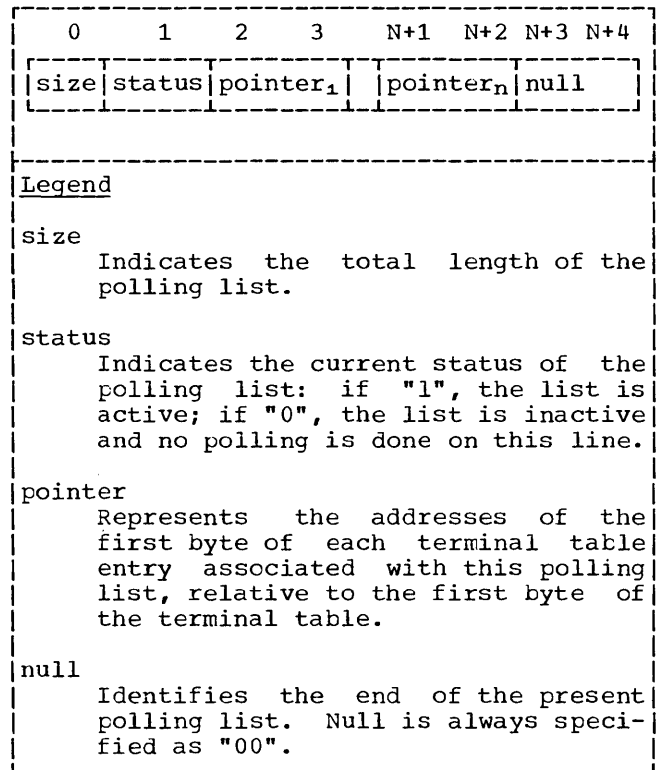 0 1 2 3 N+1 N+2 N+3 N+4
size status pointer₁ pointerₙ null
Legend
size
Indicates the total length of the
polling list.
status
Indicates the current status of the
polling list: if "1", the list is
active; if "0", the list is inactive
and no polling is done on this line.
pointer
Represents the addresses of the
first byte of each terminal table
entry associated with this polling
list, relative to the first byte of
the terminal table.
null
Identifies the end of the present
polling list. Null is always speci-
fied as "00".